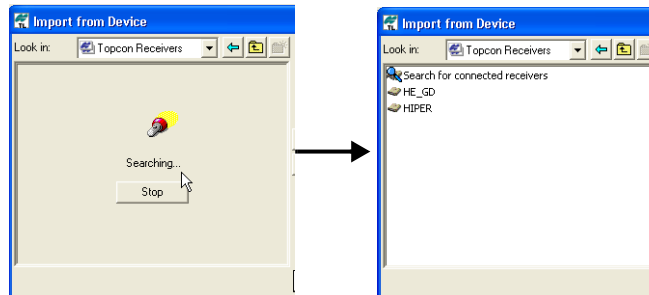 Import from Device
Look in:
Topcon Receivers
Searching...
Stop
Import from Device
Look in:
Topcon Receivers
Search for connected receivers
HE_GD
HIPER